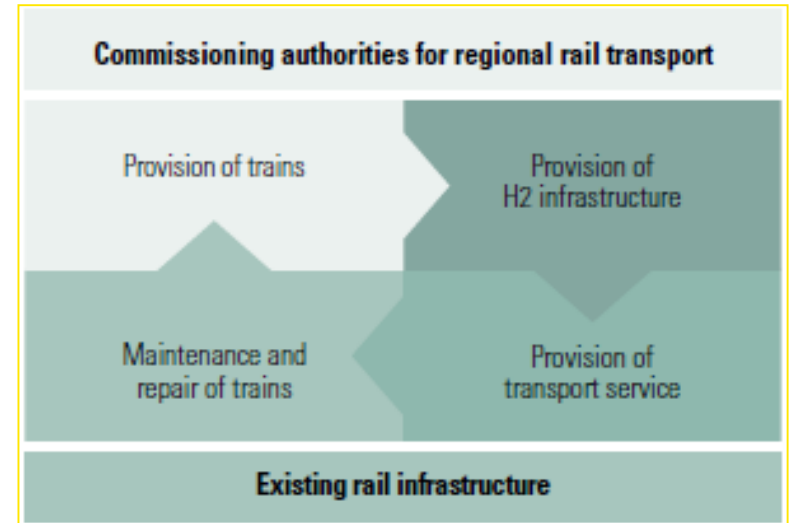 Commissioning authorities for regional rail transport
Provision of trains
Provision of
H2 infrastructure
Maintenance and
repair of trains
Provision of
transport service
Existing rail infrastructure